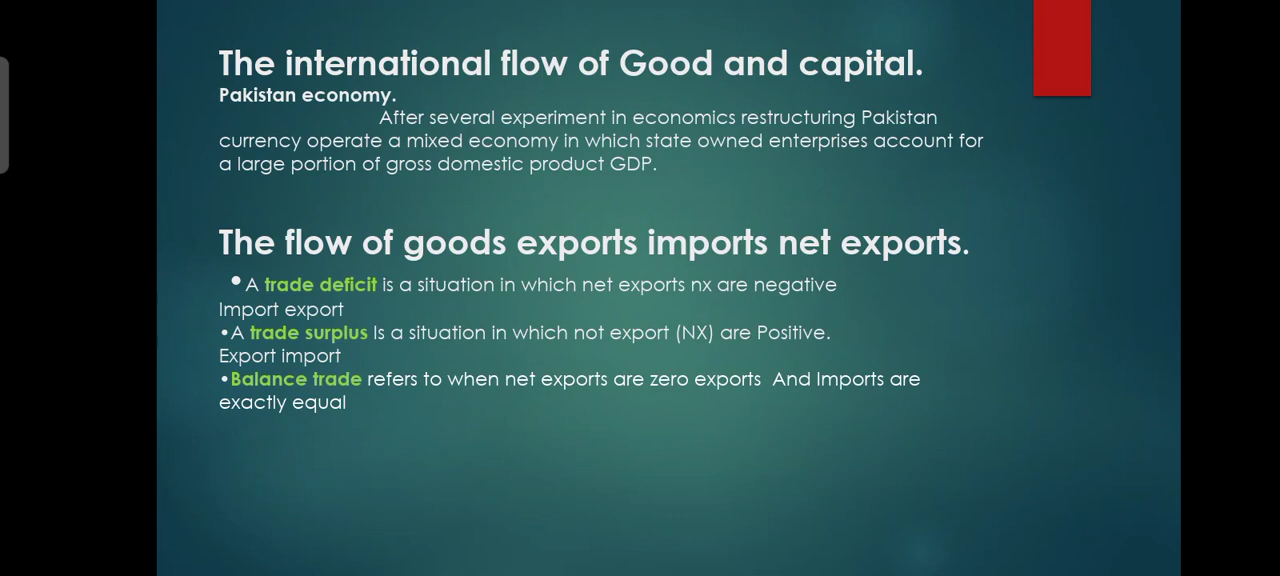 The international flow of Good and capital.
Pakistan economy.
After several experiment in economics restructuring Pakistan
currency operate a mixed economy in which state owned enterprises account for
a large portion of gross domestic product GDP.
The flow of goods exports imports net exports.
•A trade deficit is a situation in which net exports nx are negative
Import export
•A trade surplus Is a situation in which not export (NX) are Positive.
Export import
•Balance trade refers to when net exports are zero exports And Imports are
exactly equal